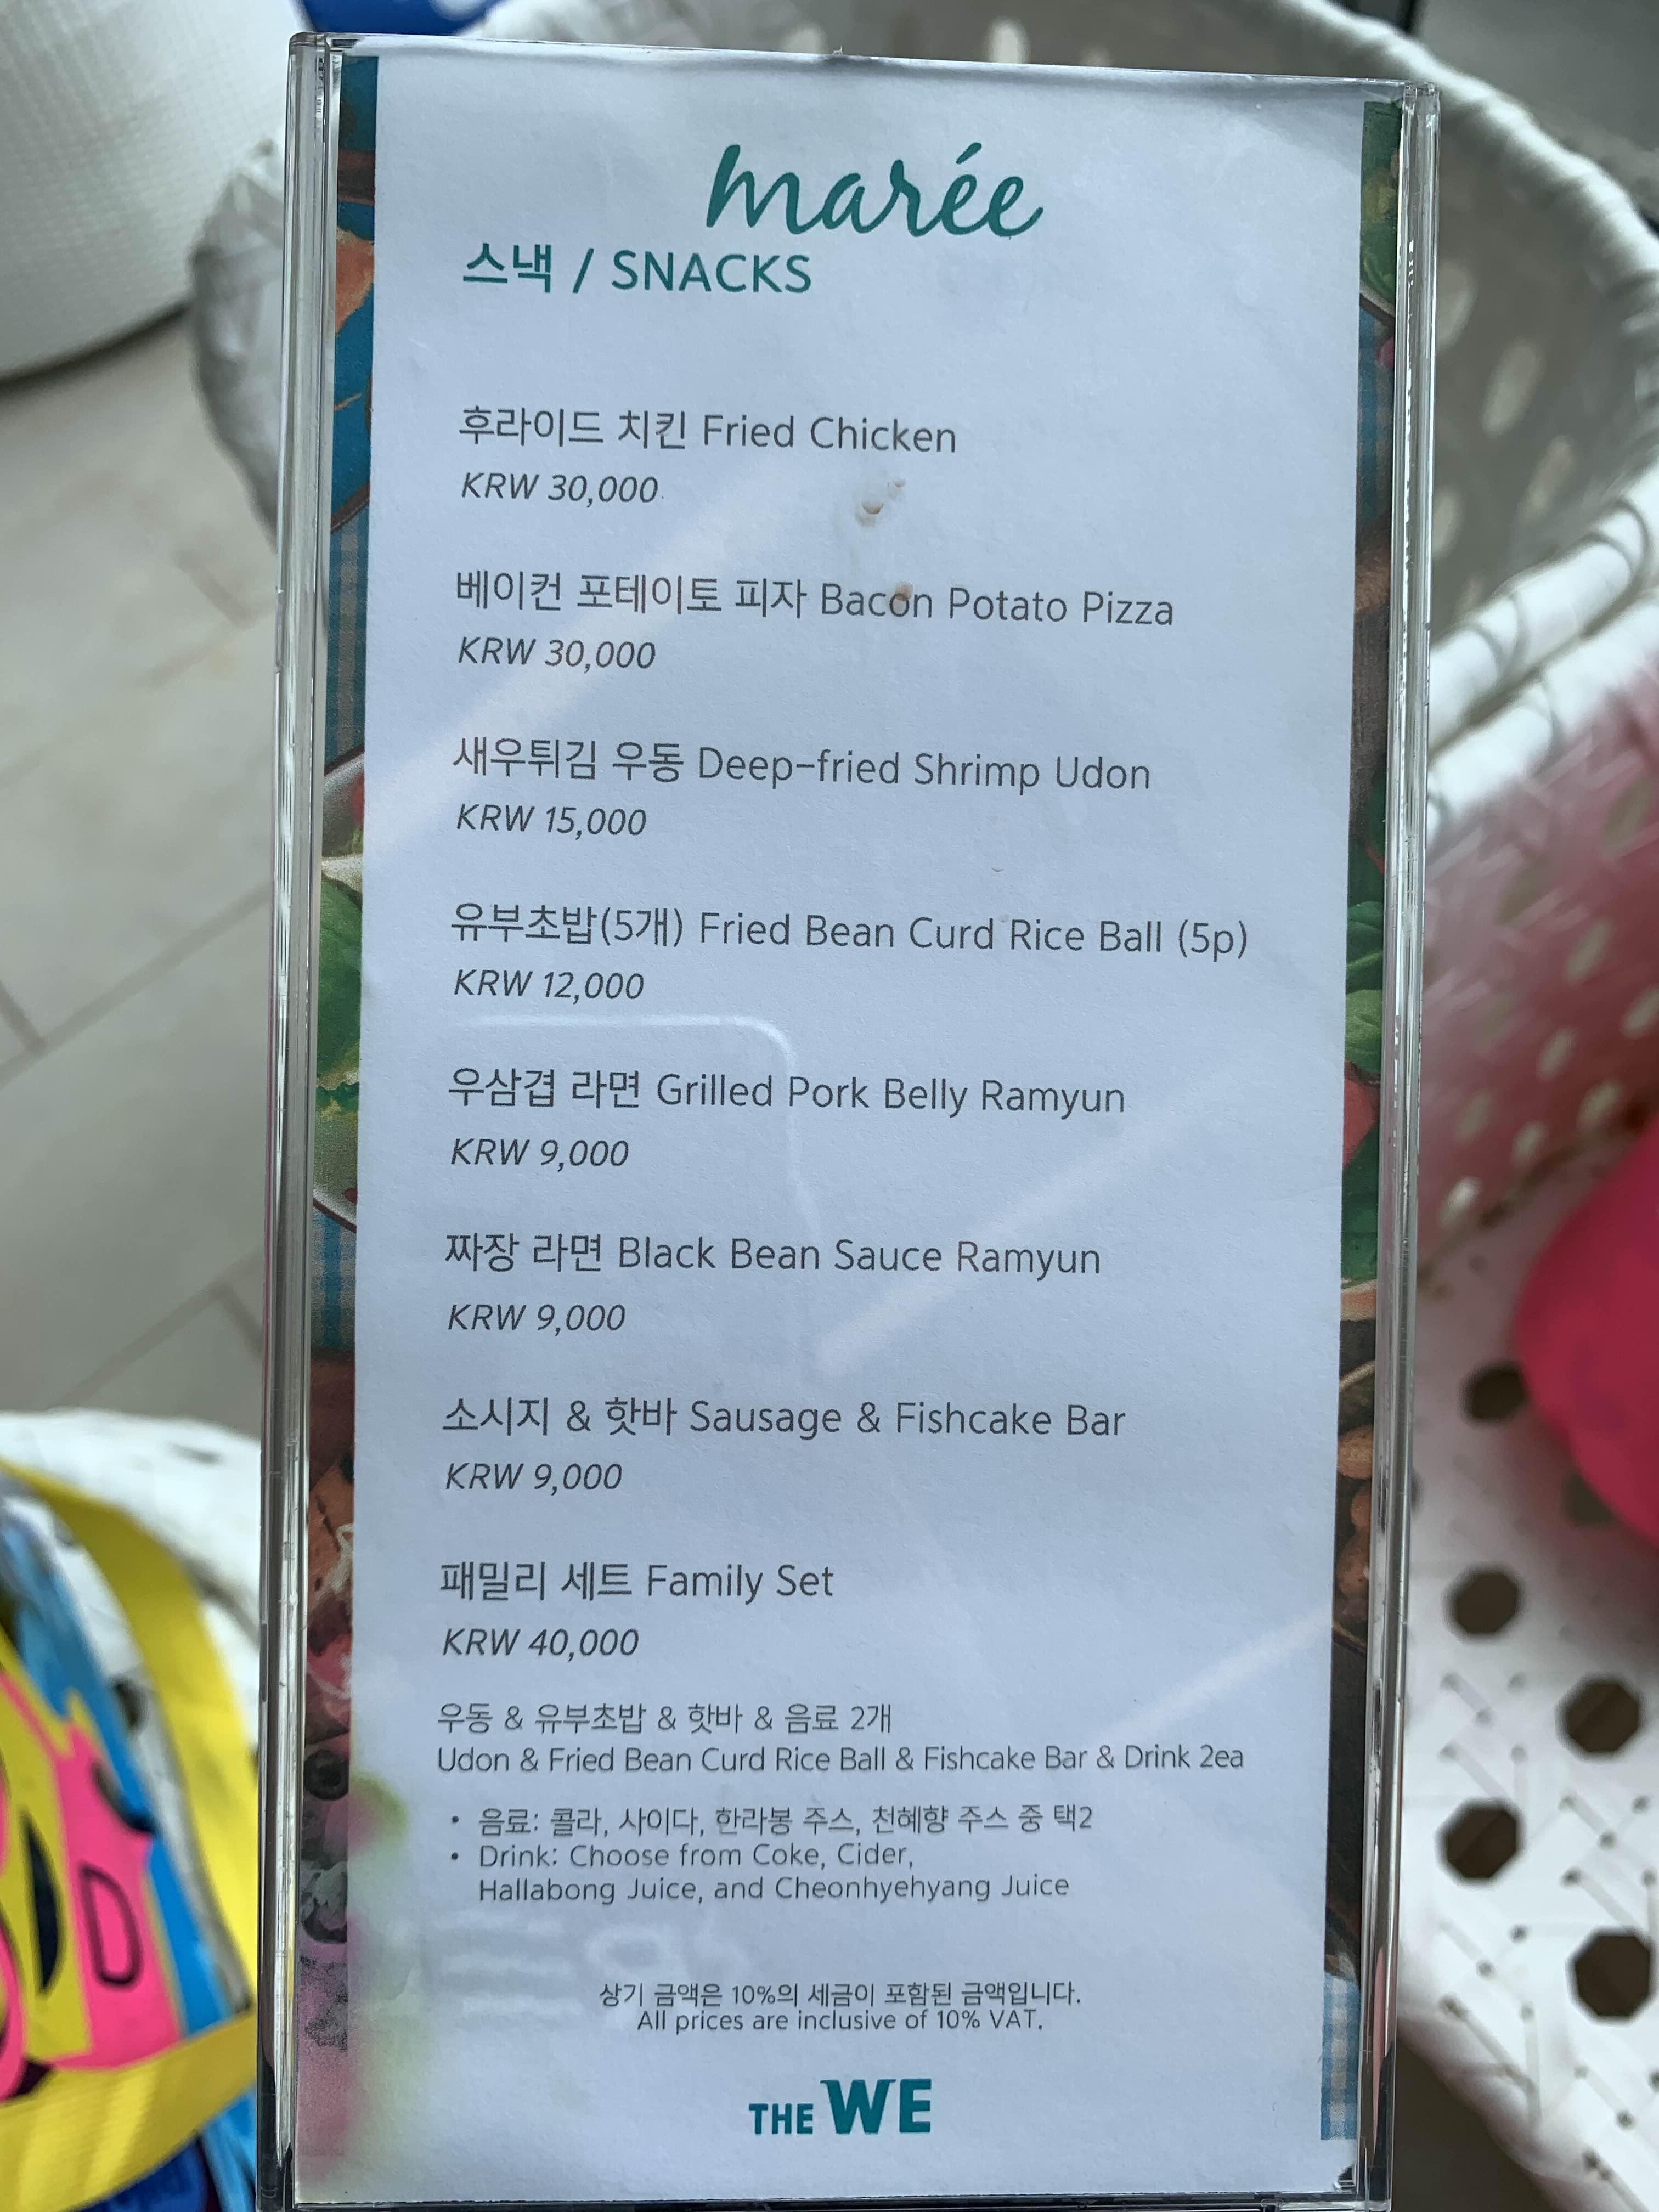 marée
스낵 / SNACKS
후라이드 치킨 Fried Chicken
KRW 30,000
베이컨 포테이토 피자 Bacon Potato Pizza
KRW 30,000
새우튀김 우동 Deep-fried Shrimp Udon
KRW 15,000
유부초밥(5개) Fried Bean Curd Rice Ball (5p)
KRW 12,000
우삼겹 라면 Grilled Pork Belly Ramyun
KRW 9,000
짜장 라면 Black Bean Sauce Ramyun
KRW 9,000
소시지 & 핫바 Sausage & Fishcake Bar
KRW 9,000
패밀리 세트 Family Set
KRW 40,000
우동 & 유부초밥 & 핫바 & 음료 2개
Udon & Fried Bean Curd Rice Ball & Fishcake Bar & Drink 2ea
• 음료: 콜라, 사이다, 한라봉 주스, 천혜향 주스 중 택2
• Drink: Choose from Coke, Cider,
Hallabong Juice, and Cheonhyehyang Juice
상기 금액은 10%의 세금이 포함된 금액입니다.
All prices are inclusive of 10% VAT.
THE WE
D